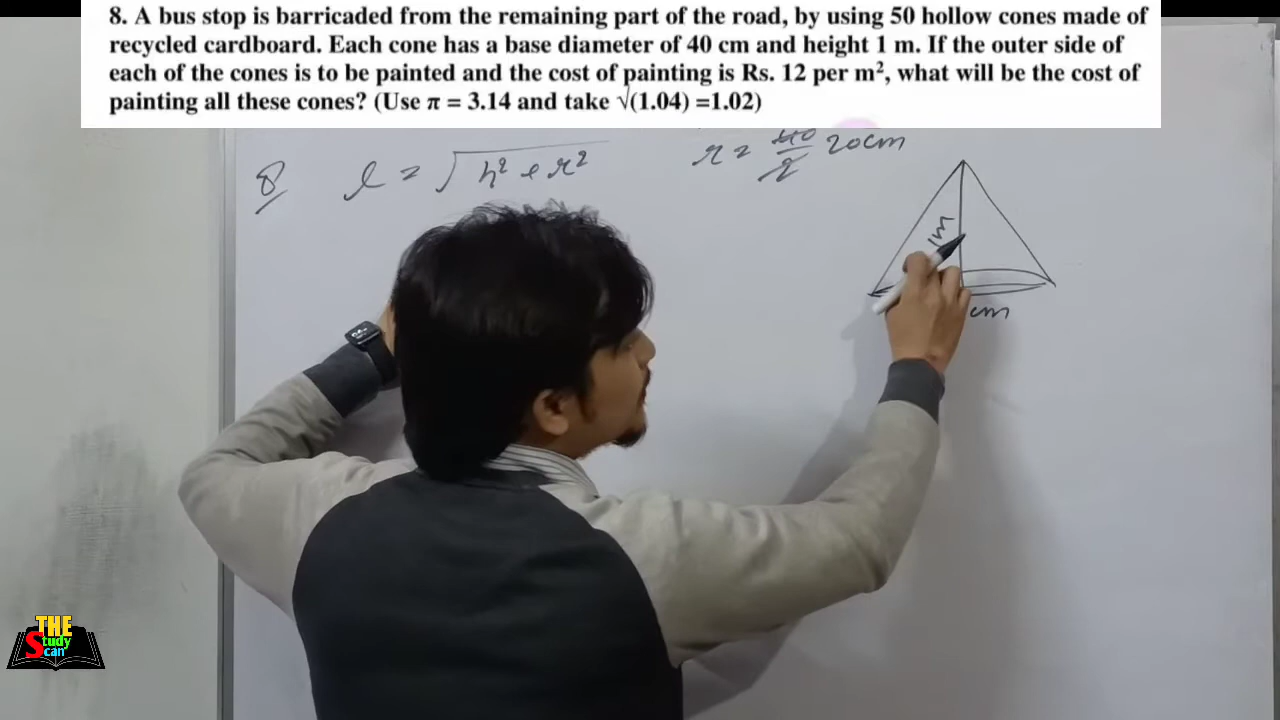 8. A bus stop is barricaded from the remaining part of the road, by using 50 hollow cones made of
recycled cardboard. Each cone has a base diameter of 40 cm and height 1 m. If the outer side of
each of the cones is to be painted and the cost of painting is Rs. 12 per m², what will be the cost of
painting all these cones? (Use π = 3.14 and take √(1.04) =1.02)
8 l = √h² + r² r = 40/2 20cm
1m
cm
THE
Study
Scan